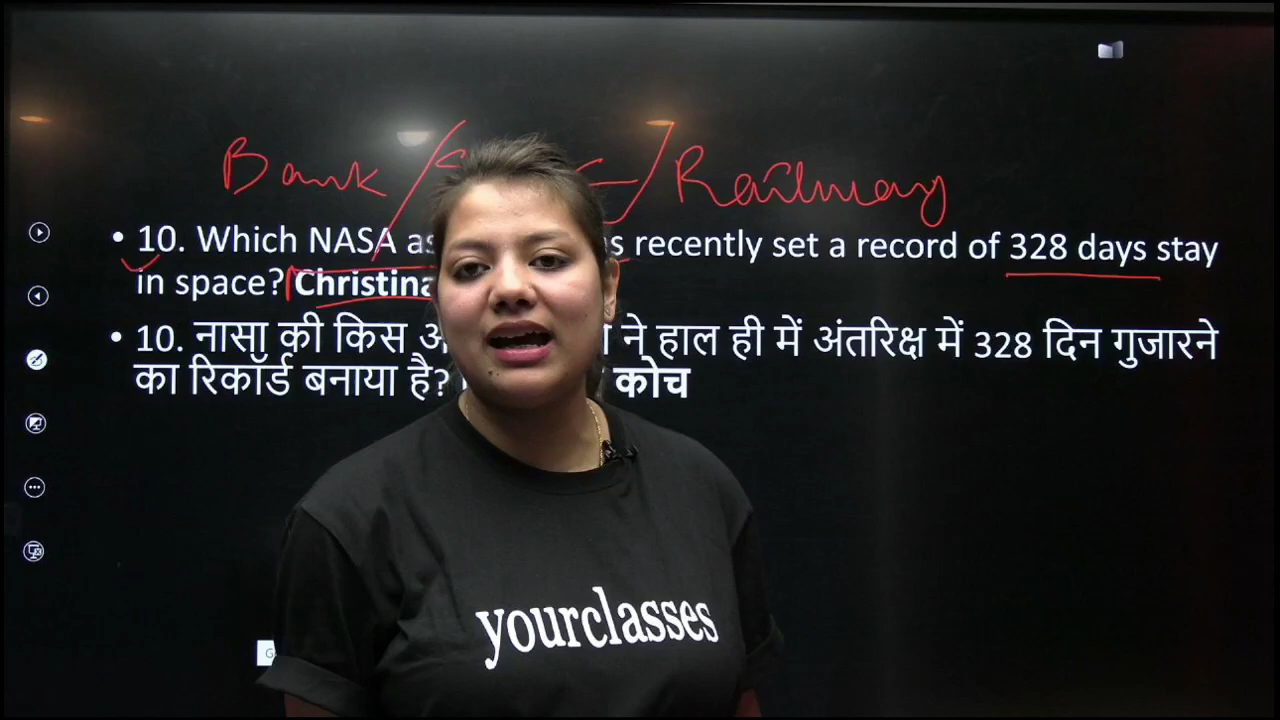 Bank / / Railway
• 10. Which NASA as s recently set a record of 328 days stay
in space? Christina
• 10. नासा की किस अ ने हाल ही में अंतरिक्ष में 328 दिन गुजारने
का रिकॉर्ड बनाया है? कोच
yourclasses